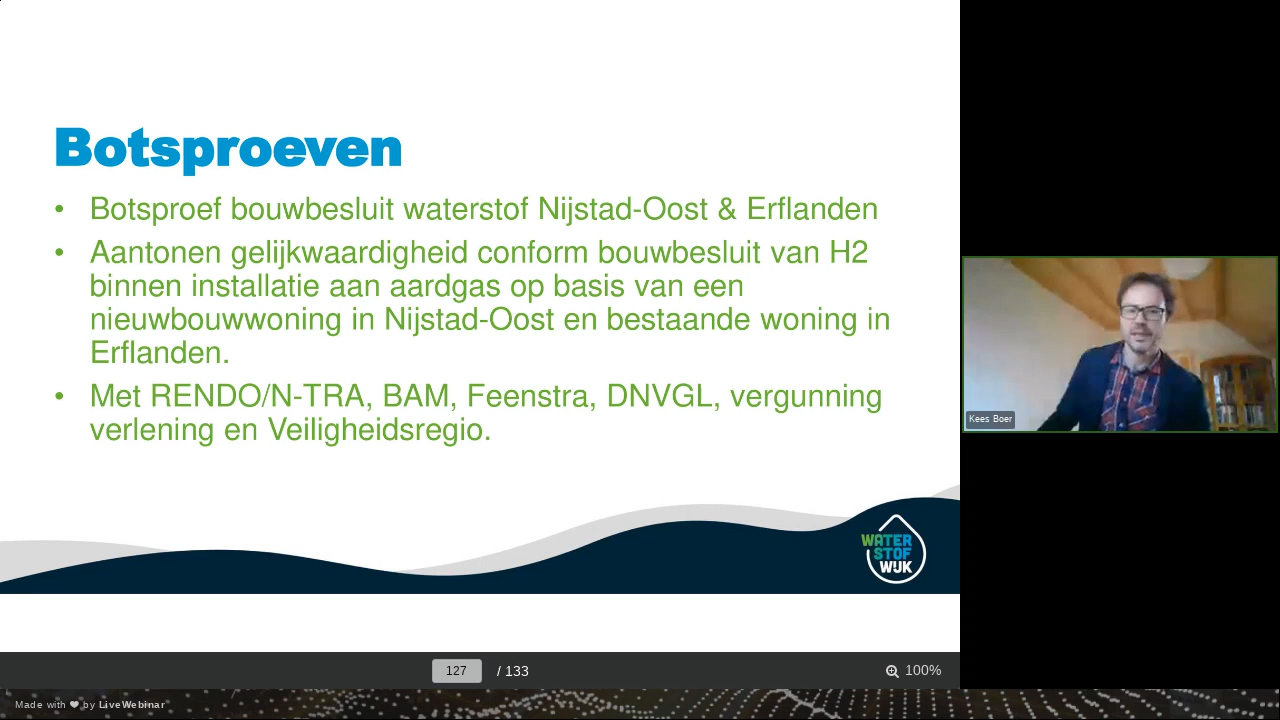 Botsproeven
• Botsproef bouwbesluit waterstof Nijstad-Oost & Erflanden
• Aantonen gelijkwaardigheid conform bouwbesluit van H2
binnen installatie aan aardgas op basis van een
nieuwbouwwoning in Nijstad-Oost en bestaande woning in
Erflanden.
• Met RENDO/N-TRA, BAM, Feenstra, DNVGL, vergunning
verlening en Veiligheidsregio.
WATER
STOF
WIJK
Kees Boer
127 / 133
100%
Made with ❤ by LiveWebinar